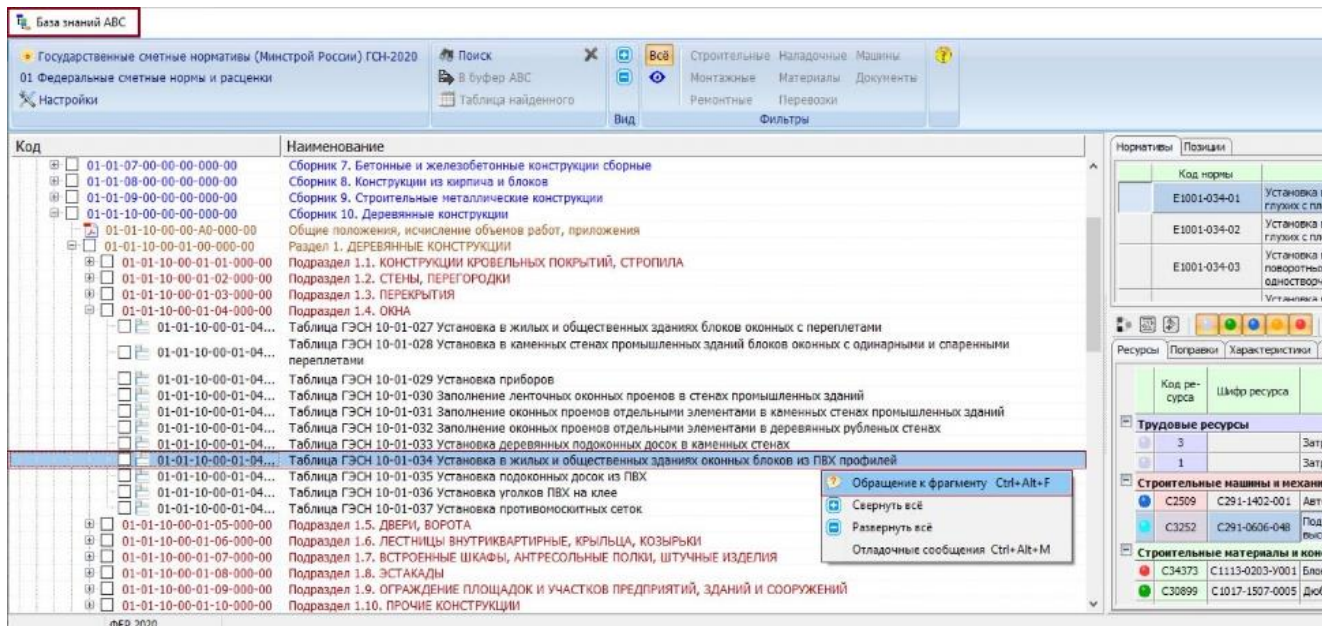 База знаний АВС
Государственные сметные нормативы (Минстрой России) ГСН-2020
01 Федеральные сметные нормы и расценки
Настройки
Поиск
В буфер АВС
Таблица найденного
Вид
Всё
Строительные Наладочные Машины
Монтажные Материалы Документы
Ремонтные Перевозки
Фильтры
Код Наименование
01-01-07-00-00-00-000-00 Сборник 7. Бетонные и железобетонные конструкции сборные
01-01-08-00-00-00-000-00 Сборник 8. Конструкции из кирпича и блоков
01-01-09-00-00-00-000-00 Сборник 9. Строительные металлические конструкции
01-01-10-00-00-00-000-00 Сборник 10. Деревянные конструкции
01-01-10-00-00-А0-000-00 Общие положения, исчисление объемов работ, приложения
01-01-10-00-01-00-000-00 Раздел 1. ДЕРЕВЯННЫЕ КОНСТРУКЦИИ
01-01-10-00-01-01-000-00 Подраздел 1.1. КОНСТРУКЦИИ КРОВЕЛЬНЫХ ПОКРЫТИЙ, СТРОПИЛА
01-01-10-00-01-02-000-00 Подраздел 1.2. СТЕНЫ, ПЕРЕГОРОДКИ
01-01-10-00-01-03-000-00 Подраздел 1.3. ПЕРЕКРЫТИЯ
01-01-10-00-01-04-000-00 Подраздел 1.4. ОКНА
01-01-10-00-01-04... Таблица ГЭСН 10-01-027 Установка в жилых и общественных зданиях блоков оконных с переплетами
01-01-10-00-01-04... Таблица ГЭСН 10-01-028 Установка в каменных стенах промышленных зданий блоков оконных с одинарными и спаренными
переплетами
01-01-10-00-01-04... Таблица ГЭСН 10-01-029 Установка приборов
01-01-10-00-01-04... Таблица ГЭСН 10-01-030 Заполнение ленточных оконных проемов в стенах промышленных зданий
01-01-10-00-01-04... Таблица ГЭСН 10-01-031 Заполнение оконных проемов отдельными элементами в каменных стенах промышленных зданий
01-01-10-00-01-04... Таблица ГЭСН 10-01-032 Заполнение оконных проемов отдельными элементами в деревянных рубленых стенах
01-01-10-00-01-04... Таблица ГЭСН 10-01-033 Установка деревянных подоконных досок в каменных стенах
01-01-10-00-01-04... Таблица ГЭСН 10-01-034 Установка в жилых и общественных зданиях оконных блоков из ПВХ профилей
01-01-10-00-01-04... Таблица ГЭСН 10-01-035 Установка подоконных досок из ПВХ
01-01-10-00-01-04... Таблица ГЭСН 10-01-036 Установка уголков ПВХ на клее
01-01-10-00-01-04... Таблица ГЭСН 10-01-037 Установка противомоскитных сеток
01-01-10-00-01-05-000-00 Подраздел 1.5. ДВЕРИ, ВОРОТА
01-01-10-00-01-06-000-00 Подраздел 1.6. ЛЕСТНИЦЫ ВНУТРИКВАРТИРНЫЕ, КРЫЛЬЦА, КОЗЫРЬКИ
01-01-10-00-01-07-000-00 Подраздел 1.7. ВСТРОЕННЫЕ ШКАФЫ, АНТРЕСОЛЬНЫЕ ПОЛКИ, ШТУЧНЫЕ ИЗДЕЛИЯ
01-01-10-00-01-08-000-00 Подраздел 1.8. ЭСТАКАДЫ
01-01-10-00-01-09-000-00 Подраздел 1.9. ОГРАЖДЕНИЕ ПЛОЩАДОК И УЧАСТКОВ ПРЕДПРИЯТИЙ, ЗДАНИЙ И СООРУЖЕНИЙ
01-01-10-00-01-10-000-00 Подраздел 1.10. ПРОЧИЕ КОНСТРУКЦИИ
ФЕР 2020
Обращение к фрагменту Ctrl+Alt+F
Свернуть всё
Развернуть всё
Отладочные сообщения Ctrl+Alt+M
Нормативы Позиции
Код нормы
Е1001-034-01 Установка
глухих с
Е1001-034-02 Установка
глухих с
Е1001-034-03 Установка
Ресурсы Поправки Характеристики
Код ре-
сурса Шифр ресурса
Трудовые ресурсы
3
1
Строительные машины и
С2509 С291-1402-001
С3252 С291-0606-048
Строительные материалы и
С34373 С1113-0203-У001
С30899 С1017-1507-0005